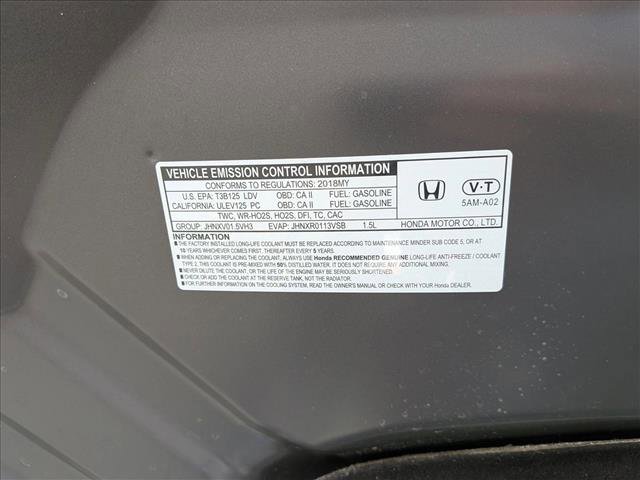 VEHICLE EMISSION CONTROL INFORMATION
CONFORMS TO REGULATIONS: 2018MY
U.S. EPA: T3B125 LDV OBD: CA II FUEL: GASOLINE
CALIFORNIA: ULEV125 PC OBD: CA II FUEL: GASOLINE
TWC, WR-HO2S, HO2S, DFI, TC, CAC
GROUP: JHNXV01.5VH3 EVAP: JHNXR0113VSB 1.5L
V-T
5AM-A02
HONDA MOTOR CO., LTD.
INFORMATION
■ THE FACTORY INSTALLED LONG-LIFE COOLANT MUST BE REPLACED ACCORDING TO MAINTENANCE MINDER SUB CODE 5, OR AT
10 YEARS WHICHEVER COMES FIRST, THEREAFTER EVERY 5 YEARS.
■ WHEN ADDING OR REPLACING THE COOLANT, ALWAYS USE Honda RECOMMENDED GENUINE LONG-LIFE ANTI-FREEZE / COOLANT
TYPE 2, THIS COOLANT IS PRE-MIXED WITH 50% DISTILLED WATER. IT DOES NOT REQUIRE ANY ADDITIONAL MIXING.
■ NEVER DILUTE THE COOLANT, OR THE LIFE OF THE ENGINE MAY BE SERIOUSLY SHORTENED.
■ CHECK OR ADD THE COOLANT AT THE RESERVE TANK, NOT THE RADIATOR.
■ FOR FURTHER INFORMATION ON THE COOLING SYSTEM, READ THE OWNER'S MANUAL OR CHECK WITH YOUR Honda DEALER.